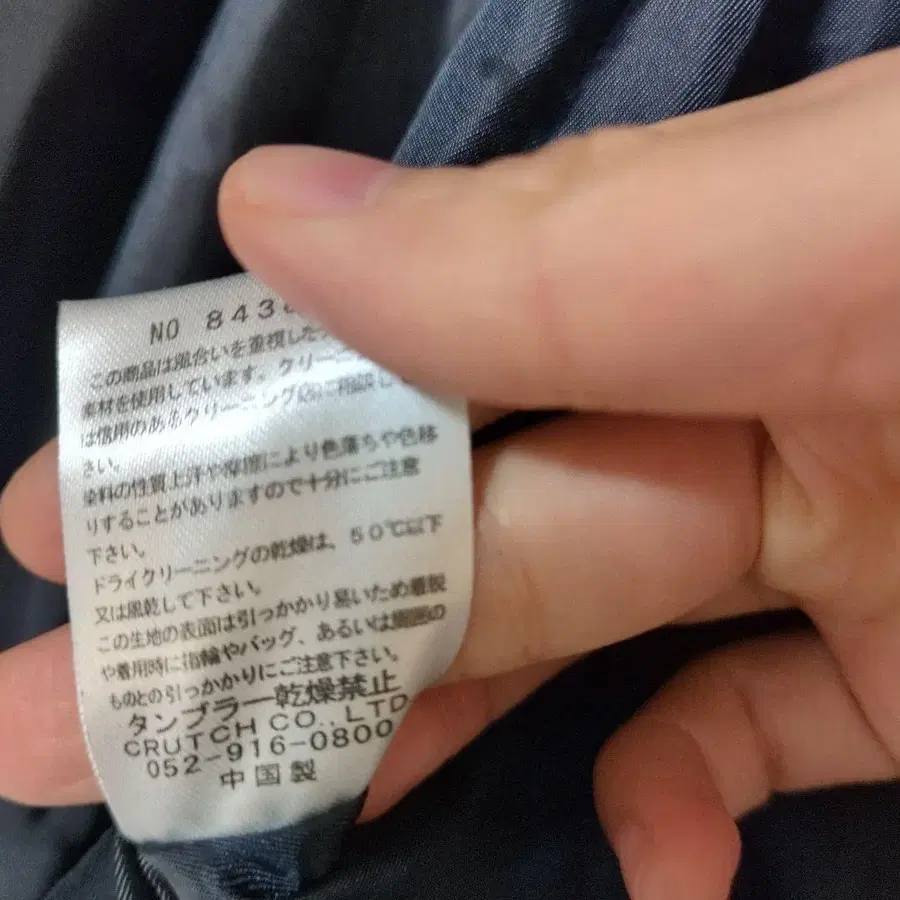 NO 843
この商品は風合いを重視した
素材を使用しています。クリーニ
は信用のあるクリーニング店に相談し
さい。
染料の性質上汗や摩擦により色落ちや色移
りすることがありますので十分にご注意
下さい。
ドライクリーニングの乾燥は、50℃以下
又は風乾して下さい。
この生地の表面は引っかかり易いため着脱
や着用時に指輪やバッグ、あるいは周囲の
ものとの引っかかりにご注意下さい。
タンブラー乾燥禁止
CRUTCH CO.,LTD
052-916-0800
中国製